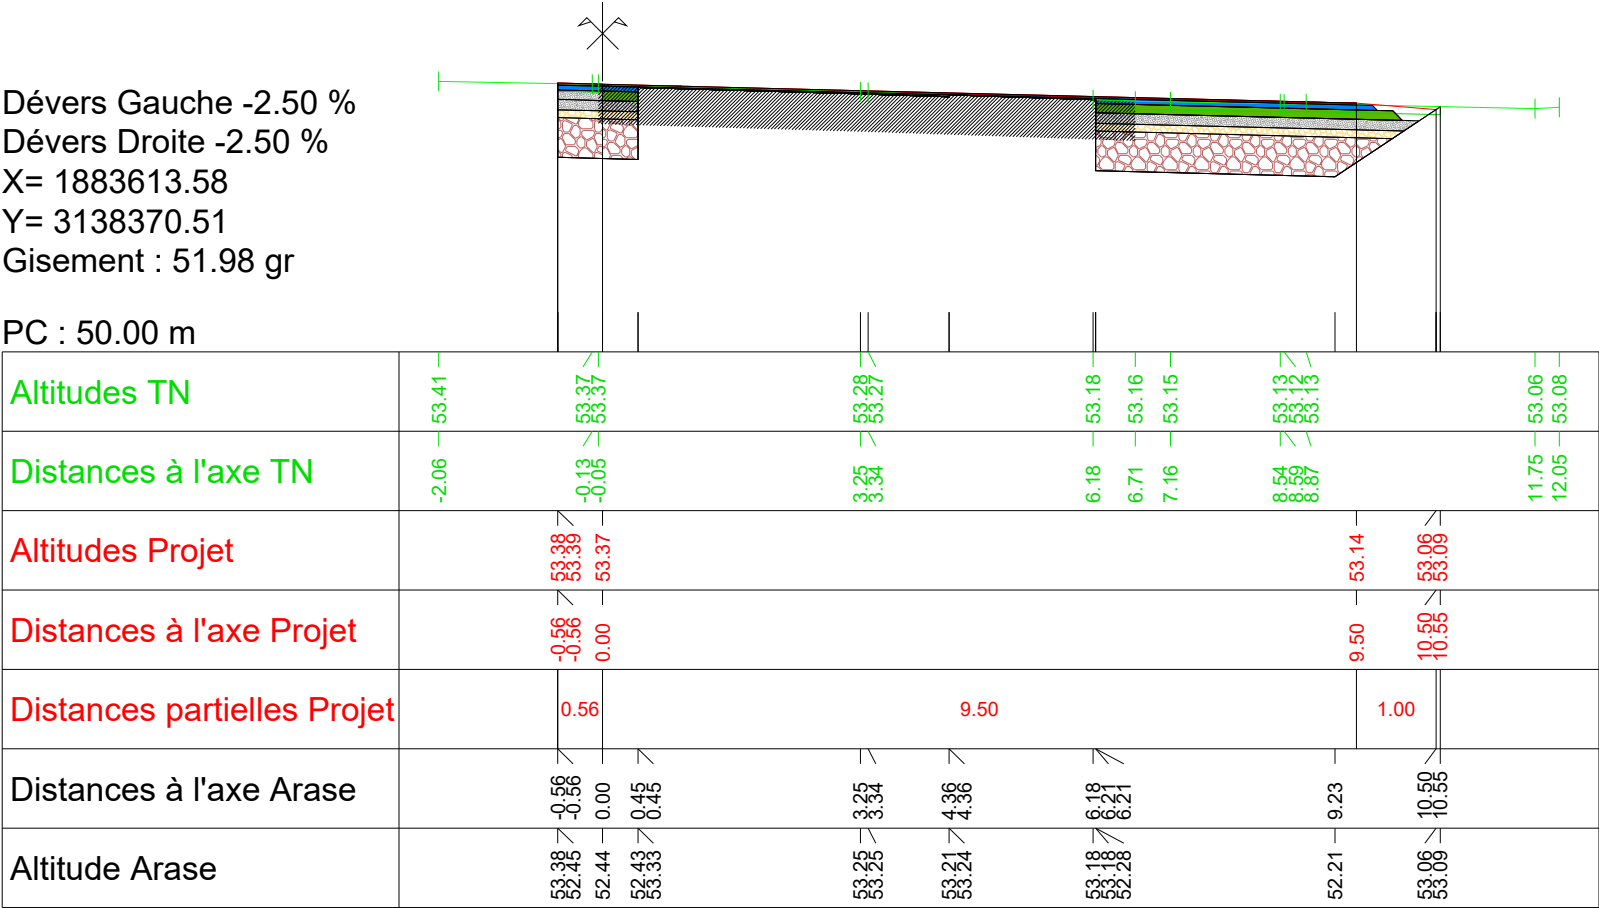 Dévers Gauche -2.50 %
Dévers Droite -2.50 %
X= 1883613.58
Y= 3138370.51
Gisement : 51.98 gr
PC : 50.00 m
Altitudes TN 53.41 53.37 53.37 53.28 53.27 53.18 53.16 53.15 53.13 53.12 53.13 53.06 53.08
Distances à l'axe TN -2.06 -0.13 -0.05 3.25 3.34 6.18 6.71 7.16 8.54 8.59 8.87 11.75 12.05
Altitudes Projet 53.38 53.39 53.37 53.14 53.06 53.09
Distances à l'axe Projet -0.56 -0.56 0.00 9.50 10.50 10.55
Distances partielles Projet 0.56 9.50 1.00
Distances à l'axe Arase -0.56 -0.56 0.00 0.45 0.45 3.25 3.34 4.36 4.36 6.18 6.21 6.21 9.23 10.50 10.55
Altitude Arase 53.38 52.45 52.44 52.43 53.33 53.25 53.25 53.21 53.24 53.18 53.18 52.28 52.21 53.06 53.09